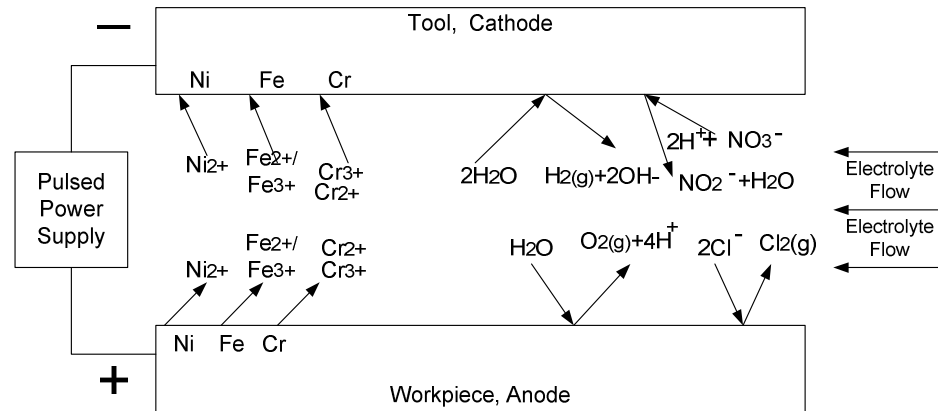 −
Tool, Cathode
Ni Fe Cr
2H++ NO3-
Ni2+ Fe2+/ Cr3+
Fe3+ Cr2+
2H2O H2(g)+2OH- NO2- +H2O
Electrolyte
Flow
Pulsed
Power
Supply
Electrolyte
Flow
Ni2+ Fe2+/ Cr2+
Fe3+ Cr3+
H2O O2(g)+4H+ 2Cl- Cl2(g)
Ni Fe Cr
+
Workpiece, Anode